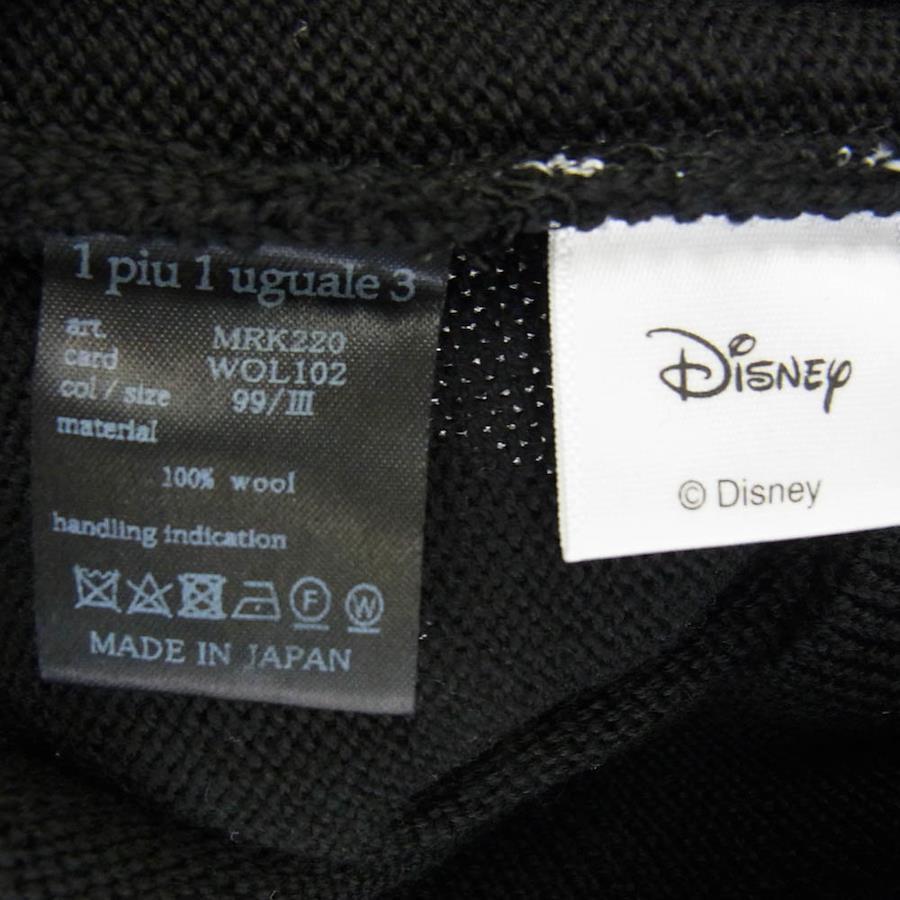 1 piu 1 uguale 3
art. MRK220
card WOL102
col / size 99/III
material
100% wool
handling indication
F W
MADE IN JAPAN
Disney
© Disney